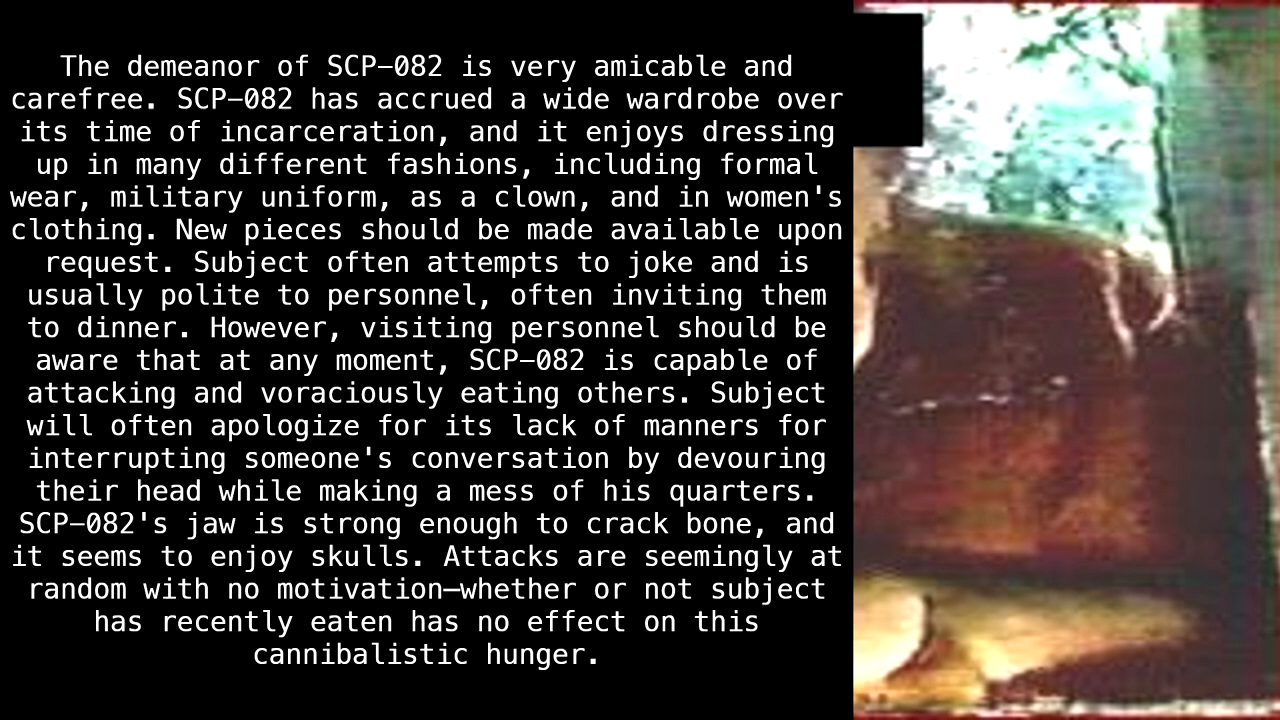 The demeanor of SCP-082 is very amicable and
carefree. SCP-082 has accrued a wide wardrobe over
its time of incarceration, and it enjoys dressing
up in many different fashions, including formal
wear, military uniform, as a clown, and in women's
clothing. New pieces should be made available upon
request. Subject often attempts to joke and is
usually polite to personnel, often inviting them
to dinner. However, visiting personnel should be
aware that at any moment, SCP-082 is capable of
attacking and voraciously eating others. Subject
will often apologize for its lack of manners for
interrupting someone's conversation by devouring
their head while making a mess of his quarters.
SCP-082's jaw is strong enough to crack bone, and
it seems to enjoy skulls. Attacks are seemingly at
random with no motivation—whether or not subject
has recently eaten has no effect on this
cannibalistic hunger.